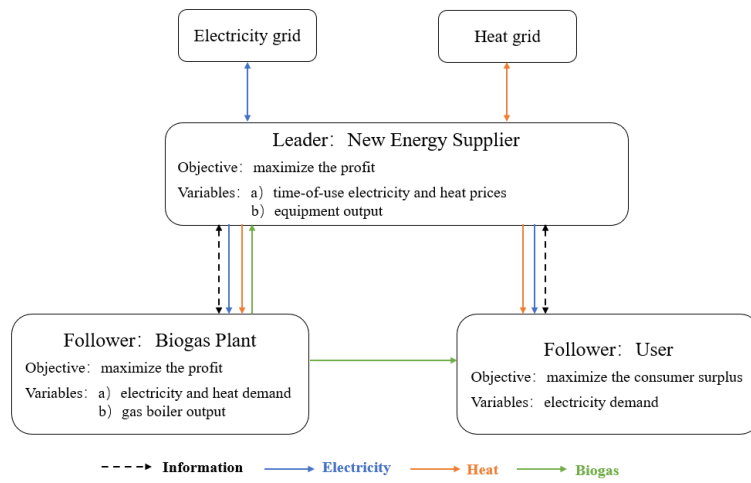 Electricity grid
Heat grid
Leader：New Energy Supplier
Objective：maximize the profit
Variables：a）time-of-use electricity and heat prices
b）equipment output
Follower：Biogas Plant
Objective：maximize the profit
Variables：a）electricity and heat demand
b）gas boiler output
Follower：User
Objective：maximize the consumer surplus
Variables：electricity demand
Information
Electricity
Heat
Biogas